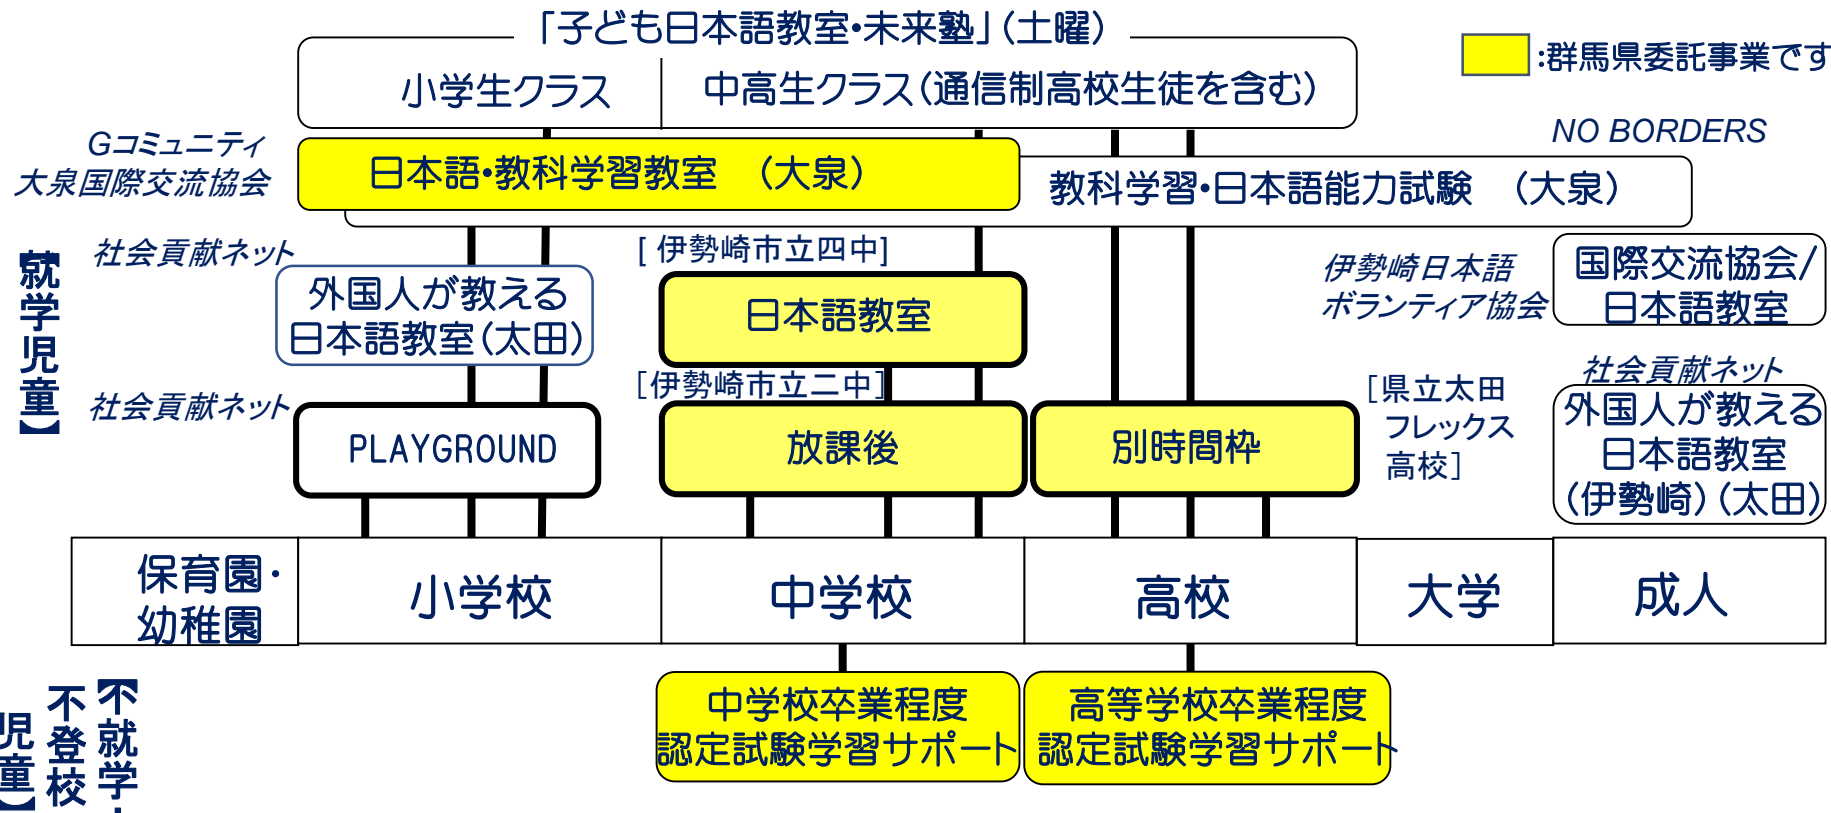 「子ども日本語教室・未来塾」（土曜）
:群馬県委託事業です
小学生クラス
中高生クラス（通信制高校生徒を含む）
Gコミュニティ
大泉国際交流協会
日本語・教科学習教室　（大泉）
教科学習・日本語能力試験　（大泉）
NO BORDERS
【就学児童】
社会貢献ネット
外国人が教える
日本語教室（太田）
[ 伊勢崎市立四中]
日本語教室
伊勢崎日本語
ボランティア協会
国際交流協会/
日本語教室
社会貢献ネット
PLAYGROUND
［伊勢崎市立二中］
放課後
別時間枠
［県立太田
フレックス
高校］
社会貢献ネット
外国人が教える
日本語教室
（伊勢崎）（太田）
保育園・
幼稚園
小学校
中学校
高校
大学
成人
【不就学・
不登校
児童】
中学校卒業程度
認定試験学習サポート
高等学校卒業程度
認定試験学習サポート